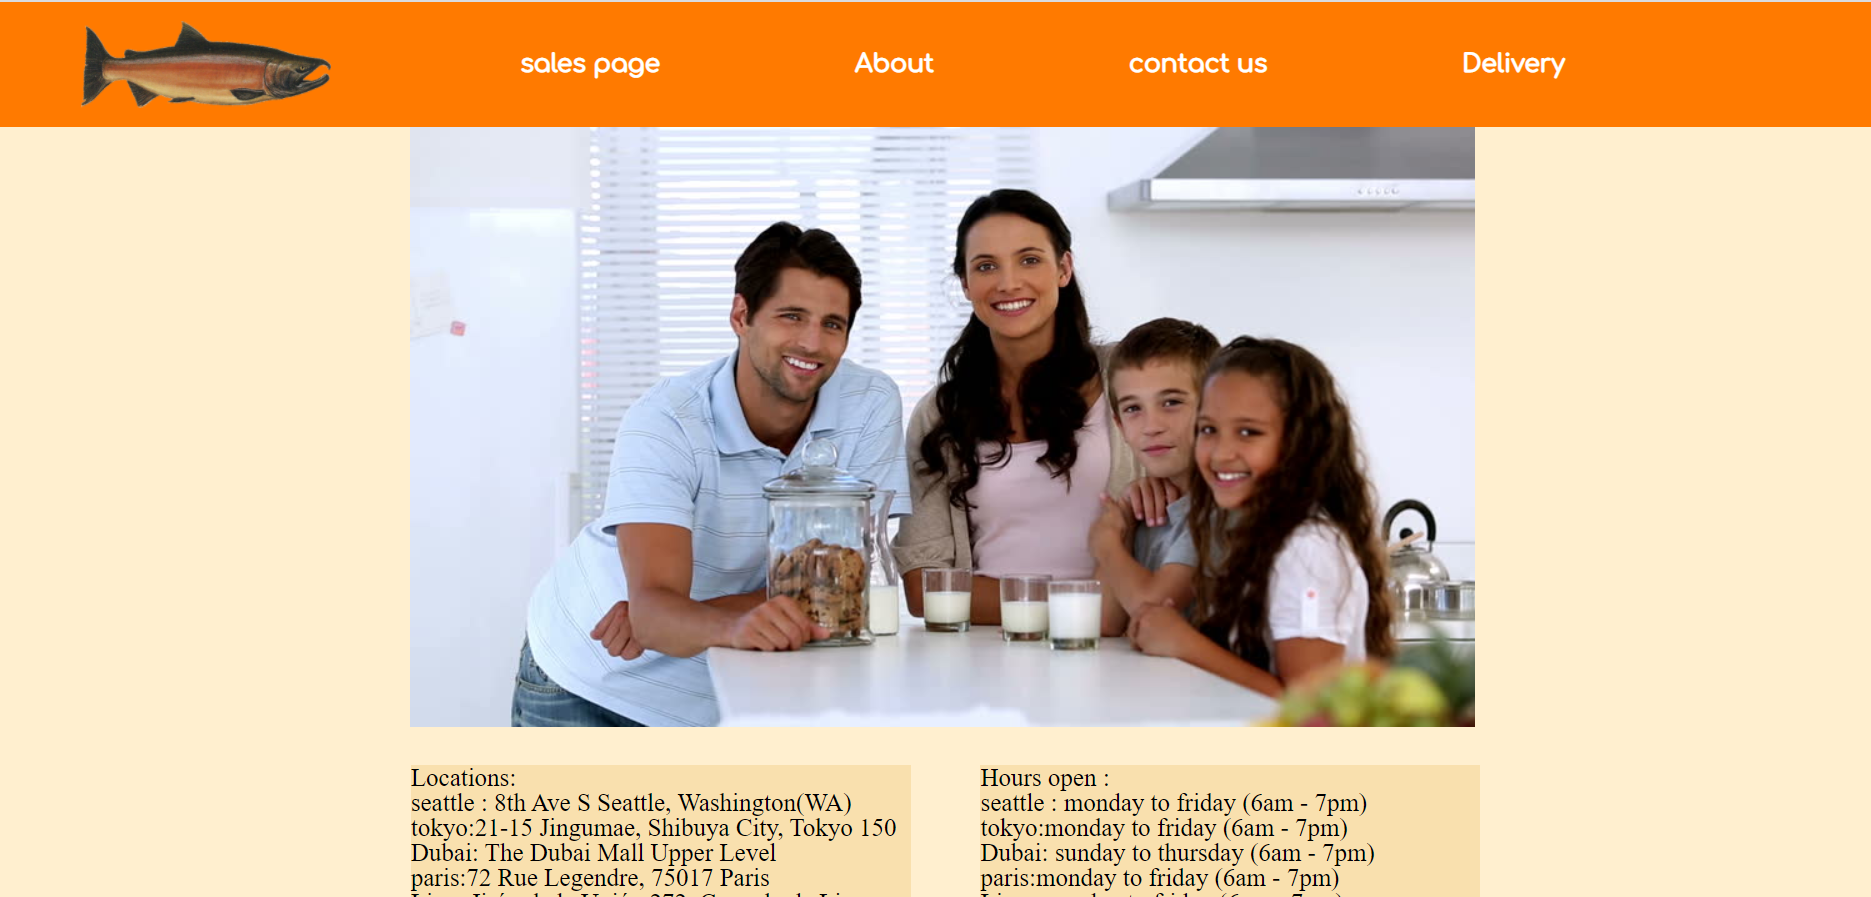 sales page
About
contact us
Delivery
Locations:
seattle : 8th Ave S Seattle, Washington(WA)
tokyo:21-15 Jingumae, Shibuya City, Tokyo 150
Dubai: The Dubai Mall Upper Level
paris:72 Rue Legendre, 75017 Paris
Hours open :
seattle : monday to friday (6am - 7pm)
tokyo:monday to friday (6am - 7pm)
Dubai: sunday to thursday (6am - 7pm)
paris:monday to friday (6am - 7pm)